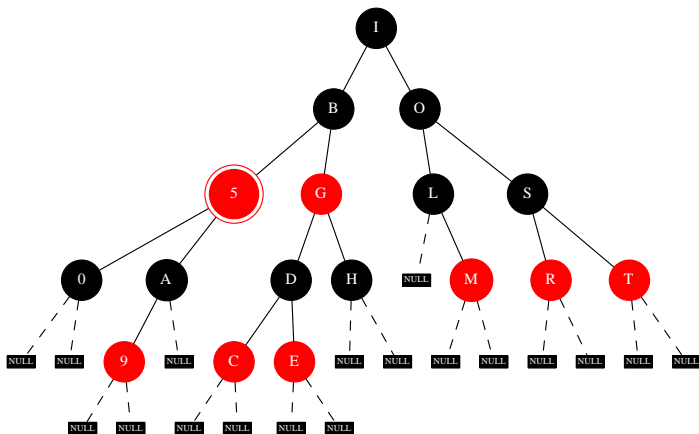 I
B O
5 G L S
0 A D H NULL M R T
NULL NULL 9 NULL C E NULL NULL NULL NULL NULL NULL NULL NULL
NULL NULL NULL NULL NULL NULL